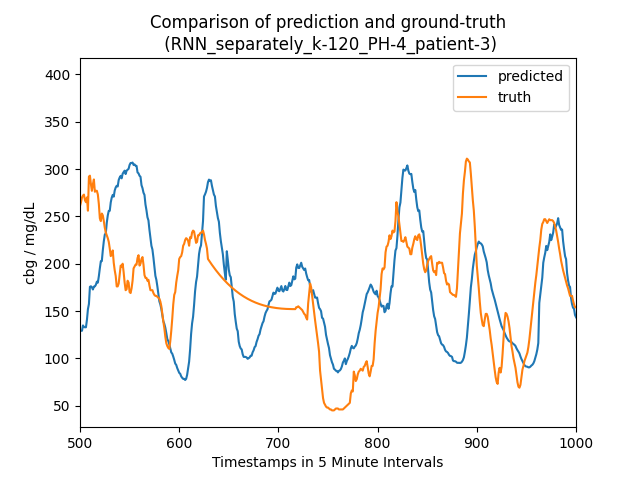 Comparison of prediction and ground-truth
(RNN_separately_k-120_PH-4_patient-3)
predicted
truth
cbg / mg/dL
400
350
300
250
200
150
100
50
500
600
700
800
900
1000
Timestamps in 5 Minute Intervals